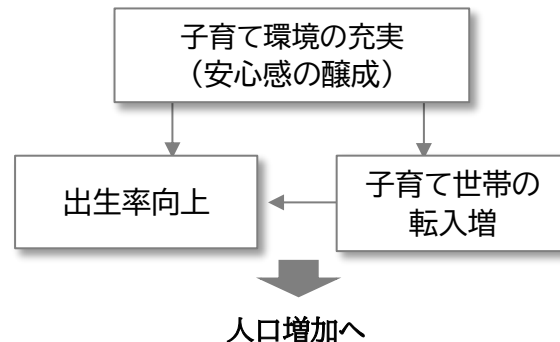 子育て環境の充実
（安心感の醸成）
出生率向上
子育て世帯の
転入増
人口増加へ